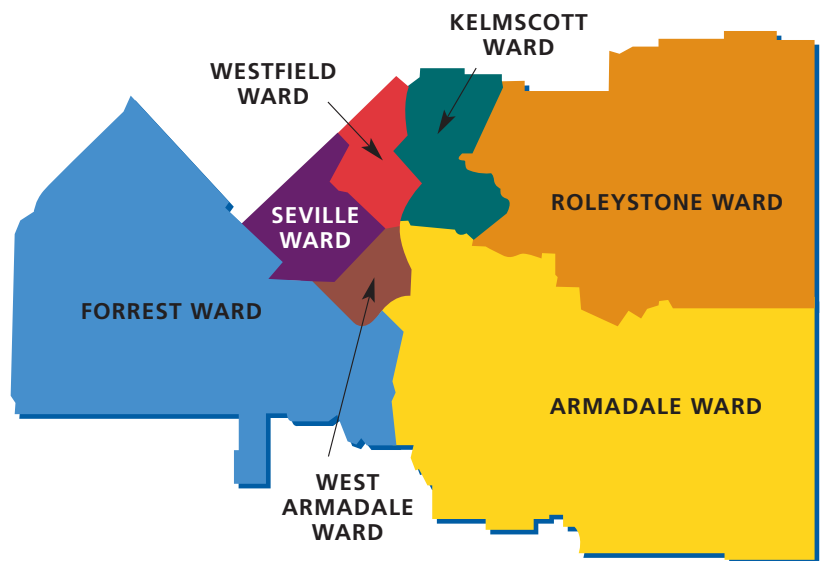 KELMSCOTT
WARD
WESTFIELD
WARD
ROLEYSTONE WARD
SEVILLE
WARD
FORREST WARD
ARMADALE WARD
WEST
ARMADALE
WARD